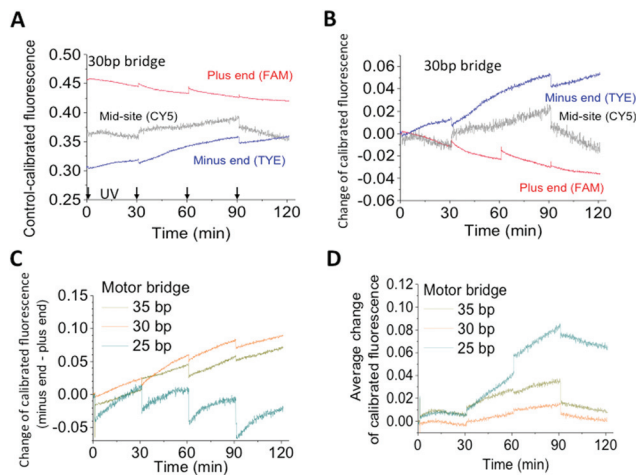 A
30bp bridge
Plus end (FAM)
Mid-site (CY5)
Minus end (TYE)
UV
Control-calibrated fluorescence
0.50
0.45
0.40
0.35
0.30
0.25
0 30 60 90 120
Time (min)
B
30bp bridge
Minus end (TYE)
Mid-site (CY5)
Plus end (FAM)
Change of calibrated fluorescence
0.06
0.04
0.02
0.00
-0.02
-0.04
-0.06
0 30 60 90 120
Time (min)
C
Motor bridge
35 bp
30 bp
25 bp
Change of calibrated fluorescence
(minus end - plus end)
0.15
0.10
0.05
0.00
-0.05
0 30 60 90 120
Time (min)
D
Motor bridge
35 bp
30 bp
25 bp
Average change
of calibrated fluorescence
0.12
0.10
0.08
0.06
0.04
0.02
0.00
0 30 60 90 120
Time (min)